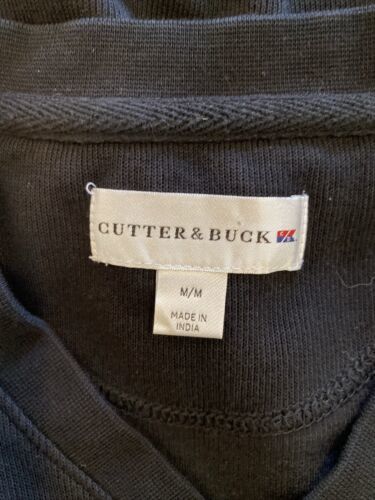 CUTTER & BUCK
M/M
MADE IN
INDIA